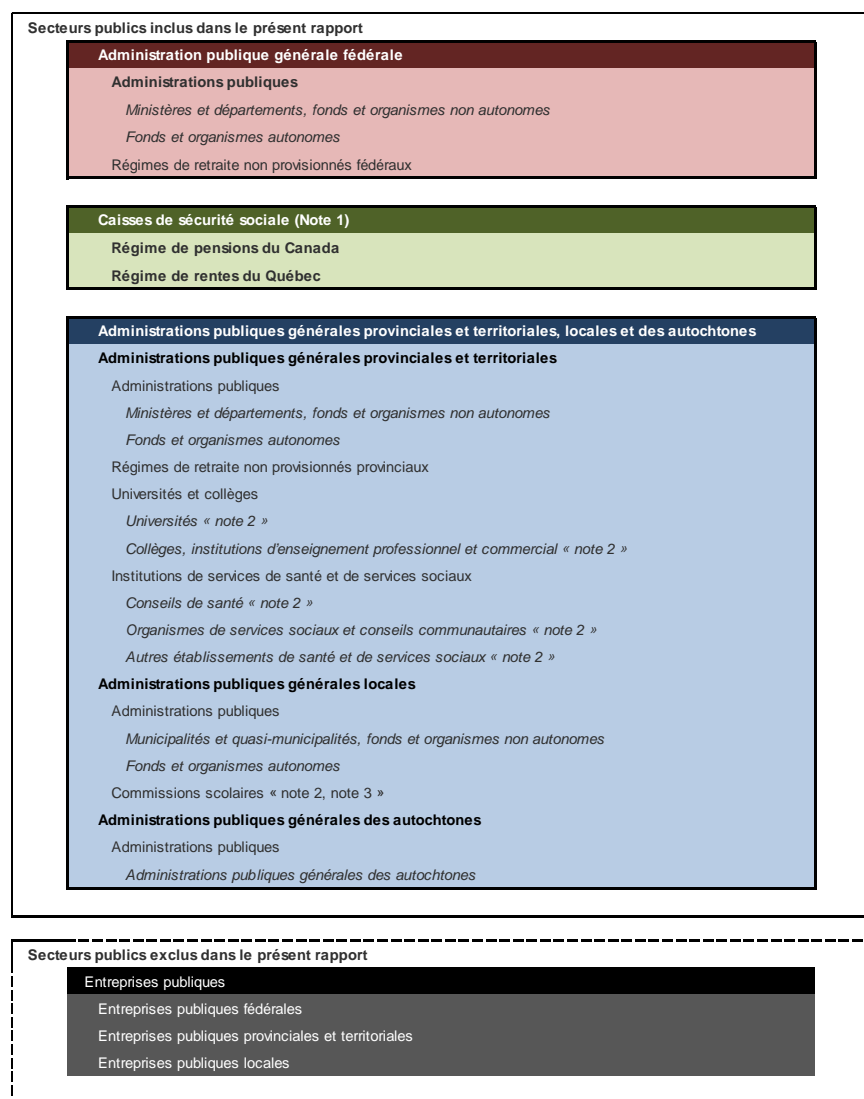 Secteurs publics inclus dans le présent rapport
Administration publique générale fédérale
Administrations publiques
Ministères et départements, fonds et organismes non autonomes
Fonds et organismes autonomes
Régimes de retraite non provisionnés fédéraux
Caisses de sécurité sociale (Note 1)
Régime de pensions du Canada
Régime de rentes du Québec
Administrations publiques générales provinciales et territoriales, locales et des autochtones
Administrations publiques générales provinciales et territoriales
Administrations publiques
Ministères et départements, fonds et organismes non autonomes
Fonds et organismes autonomes
Régimes de retraite non provisionnés provinciaux
Universités et collèges
Universités « note 2 »
Collèges, institutions d'enseignement professionnel et commercial « note 2 »
Institutions de services de santé et de services sociaux
Conseils de santé « note 2 »
Organismes de services sociaux et conseils communautaires « note 2 »
Autres établissements de santé et de services sociaux « note 2 »
Administrations publiques générales locales
Administrations publiques
Municipalités et quasi-municipalités, fonds et organismes non autonomes
Fonds et organismes autonomes
Commissions scolaires « note 2, note 3 »
Administrations publiques générales des autochtones
Administrations publiques
Administrations publiques générales des autochtones
Secteurs publics exclus dans le présent rapport
Entreprises publiques
Entreprises publiques fédérales
Entreprises publiques provinciales et territoriales
Entreprises publiques locales